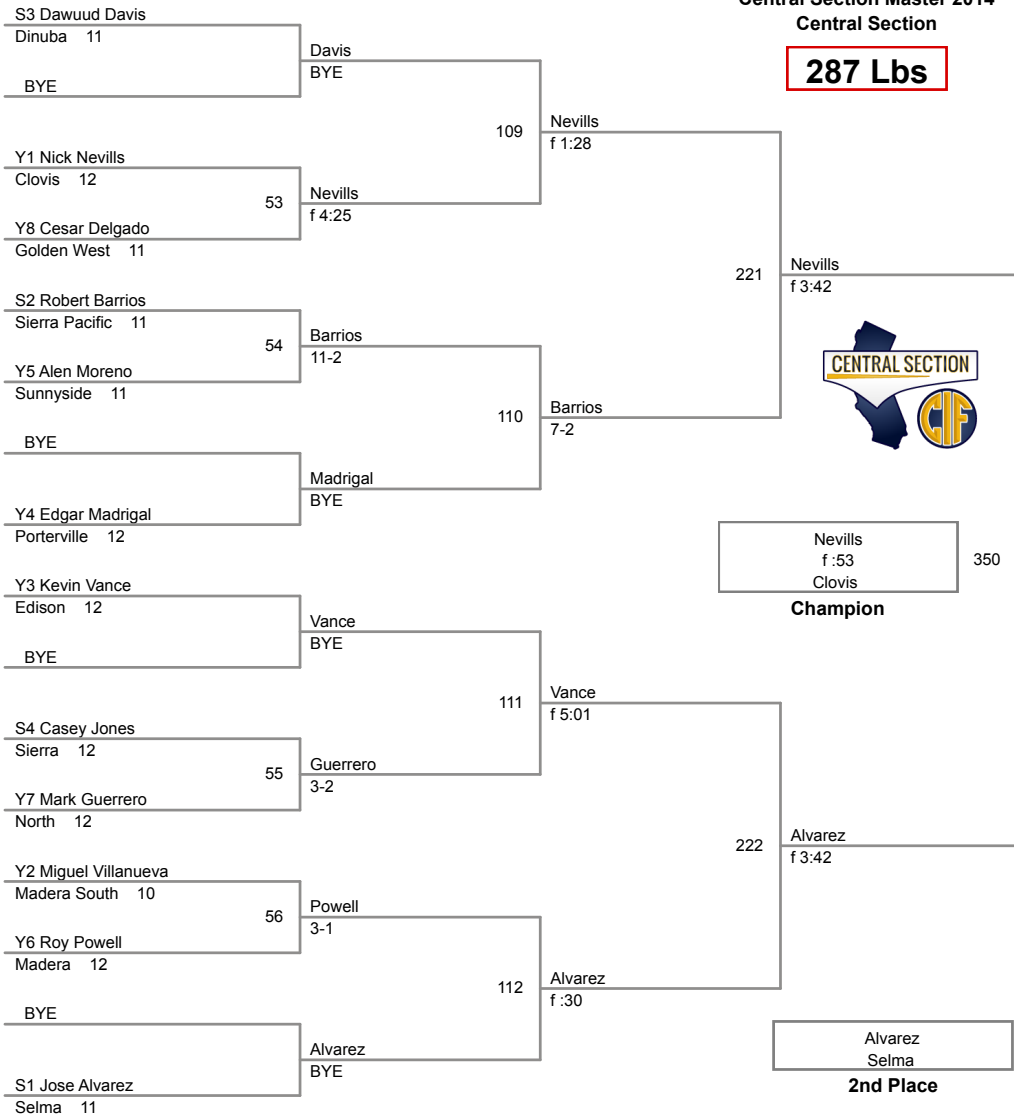 Central Section Master 2014
Central Section
287 Lbs
S3 Dawuud Davis
Dinuba 11
BYE
Davis
BYE
109
Nevills
f 1:28
Y1 Nick Nevills
Clovis 12
53
Nevills
f 4:25
Y8 Cesar Delgado
Golden West 11
221
Nevills
f 3:42
S2 Robert Barrios
Sierra Pacific 11
54
Barrios
11-2
Y5 Alen Moreno
Sunnyside 11
CENTRAL SECTION
CIF
110
Barrios
7-2
BYE
Madrigal
BYE
Y4 Edgar Madrigal
Porterville 12
Nevills
f :53
Clovis
350
Champion
Y3 Kevin Vance
Edison 12
Vance
BYE
BYE
111
Vance
f 5:01
S4 Casey Jones
Sierra 12
55
Guerrero
3-2
Y7 Mark Guerrero
North 12
222
Alvarez
f 3:42
Y2 Miguel Villanueva
Madera South 10
56
Powell
3-1
Y6 Roy Powell
Madera 12
112
Alvarez
f :30
BYE
Alvarez
BYE
S1 Jose Alvarez
Selma 11
Alvarez
Selma
2nd Place